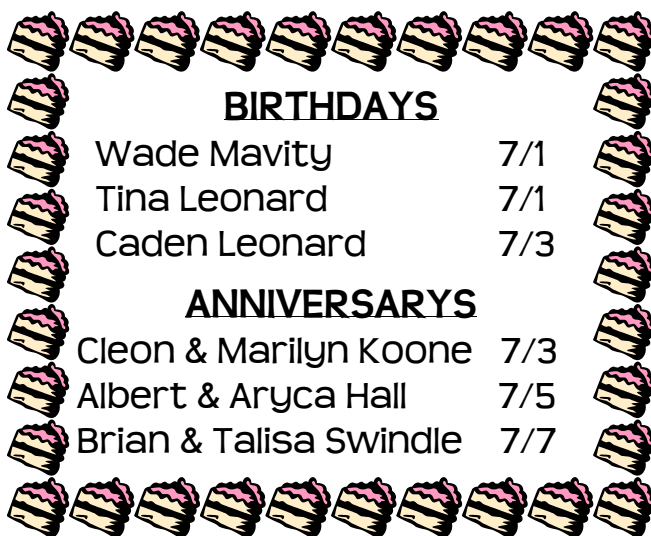 BIRTHDAYS
Wade Mavity 7/1
Tina Leonard 7/1
Caden Leonard 7/3
ANNIVERSARYS
Cleon & Marilyn Koone 7/3
Albert & Aryca Hall 7/5
Brian & Talisa Swindle 7/7